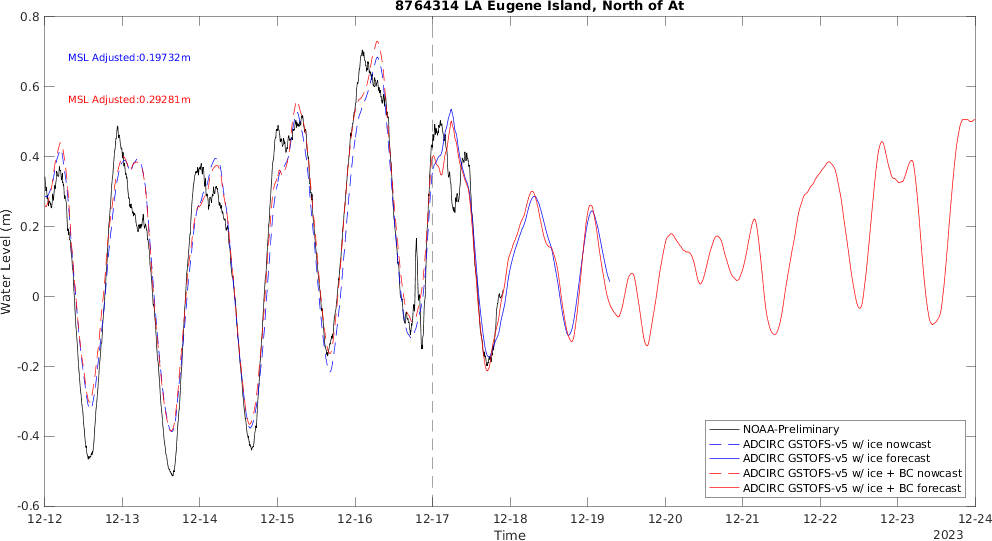 8764314 LA Eugene Island, North of At
MSL Adjusted:0.19732m
MSL Adjusted:0.29281m
Water Level (m)
0.8
0.6
0.4
0.2
0
-0.2
-0.4
-0.6
NOAA-Preliminary
ADCIRC GSTOFS-v5 w/ ice nowcast
ADCIRC GSTOFS-v5 w/ ice forecast
ADCIRC GSTOFS-v5 w/ ice + BC nowcast
ADCIRC GSTOFS-v5 w/ ice + BC forecast
12-12 12-13 12-14 12-15 12-16 12-17 12-18 12-19 12-20 12-21 12-22 12-23 12-24
Time
2023